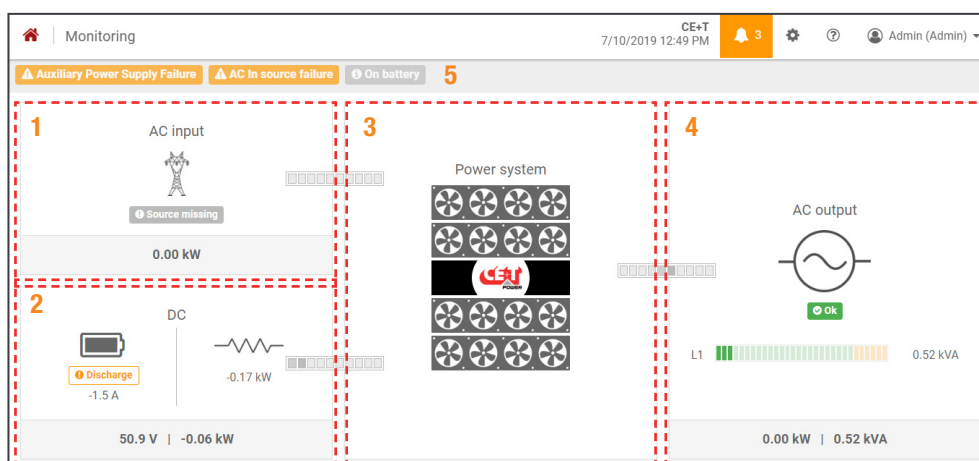 Monitoring
CE+T
7/10/2019 12:49 PM
3
Admin (Admin)
Auxiliary Power Supply Failure
AC In source failure
On battery
5
1
AC input
Source missing
0.00 kW
2
DC
Discharge
-1.5 A
-0.17 kW
50.9 V | -0.06 kW
3
Power system
CE+T
POWER
4
AC output
Ok
L1
0.52 kVA
0.00 kW | 0.52 kVA